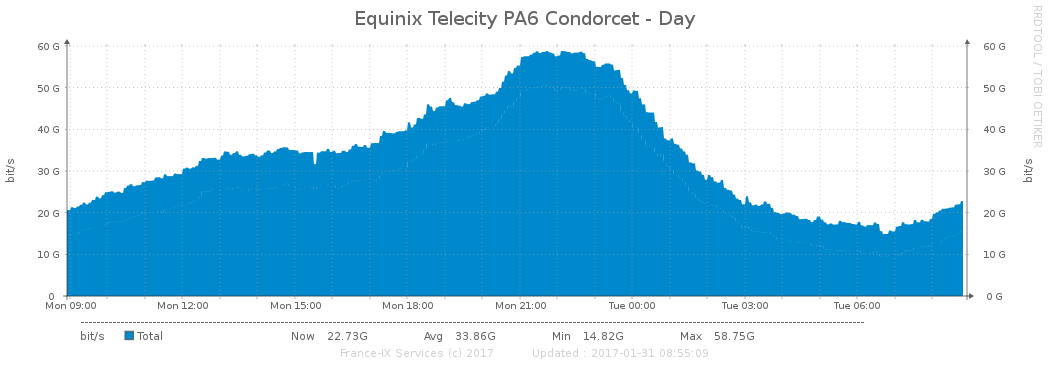 Equinix Telecity PA6 Condorcet - Day
RRDTOOL / TOBI OETIKER
bit/s
bit/s
60 G 60 G
50 G 50 G
40 G 40 G
30 G 30 G
20 G 20 G
10 G 10 G
0 0 G
Mon 09:00 Mon 12:00 Mon 15:00 Mon 18:00 Mon 21:00 Tue 00:00 Tue 03:00 Tue 06:00
bit/s Total Now 22.73G Avg 33.86G Min 14.82G Max 58.75G
France-IX Services (c) 2017 Updated : 2017-01-31 08:55:09